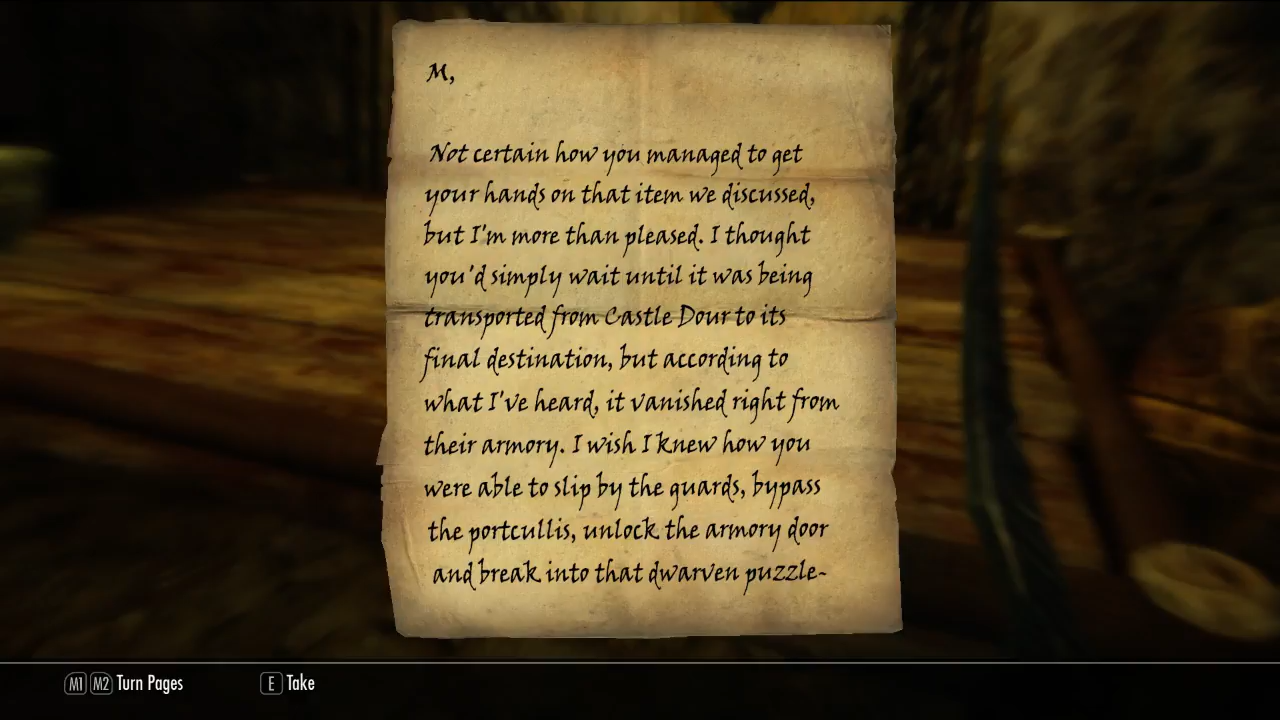 M,
Not certain how you managed to get
your hands on that item we discussed,
but I'm more than pleased. I thought
you'd simply wait until it was being
transported from Castle Dour to its
final destination, but according to
what I've heard, it vanished right from
their armory. I wish I knew how you
were able to slip by the guards, bypass
the portcullis, unlock the armory door
and break into that dwarven puzzle-
M1 M2 Turn Pages E Take